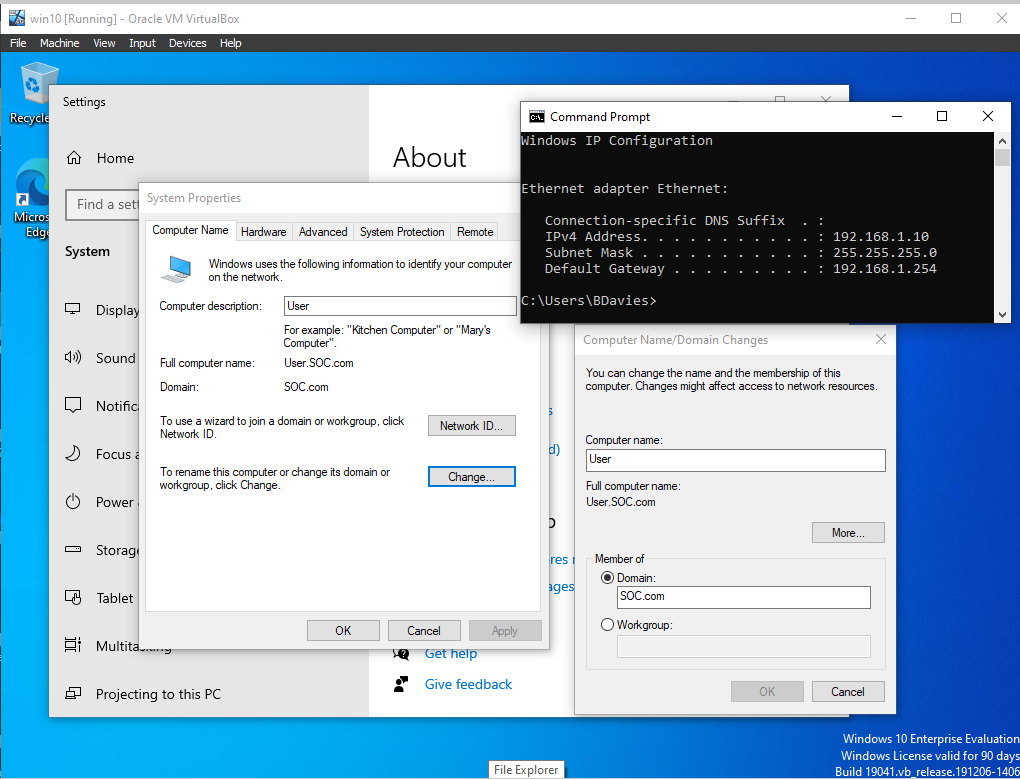 win10 [Running] - Oracle VM VirtualBox
File Machine View Input Devices Help
Recycle
Micros
Edge
Settings
Home
Find a sett
System
Display
Sound
Notifica
Focus a
Power
Storage
Tablet
Multitasking
Projecting to this PC
About
Get help
Give feedback
System Properties
Computer Name Hardware Advanced System Protection Remote
Windows uses the following information to identify your computer
on the network.
Computer description: User
For example: "Kitchen Computer" or "Mary's
Computer".
Full computer name: User.SOC.com
Domain: SOC.com
To use a wizard to join a domain or workgroup, click
Network ID.
Network ID...
To rename this computer or change its domain or
workgroup, click Change.
Change...
OK Cancel Apply
Command Prompt
Windows IP Configuration
Ethernet adapter Ethernet:
Connection-specific DNS Suffix . :
IPv4 Address. . . . . . . . . . . : 192.168.1.10
Subnet Mask . . . . . . . . . . . : 255.255.255.0
Default Gateway . . . . . . . . . : 192.168.1.254
C:\Users\BDavies>
Computer Name/Domain Changes
You can change the name and the membership of this
computer. Changes might affect access to network resources.
Computer name:
User
Full computer name:
User.SOC.com
More...
Member of
Domain:
SOC.com
Workgroup:
OK Cancel
Windows 10 Enterprise Evaluation
Windows License valid for 90 days
Build 19041.vb_release.191206-1406
File Explorer